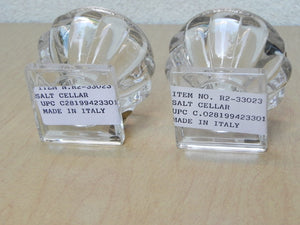 ITEM N.R2-33023
SALT CELLAR
UPC C28199423301
MADE IN ITALY
ITEM NO. R2-33023
SALT CELLAR
UPC C.028199423301
MADE IN ITALY